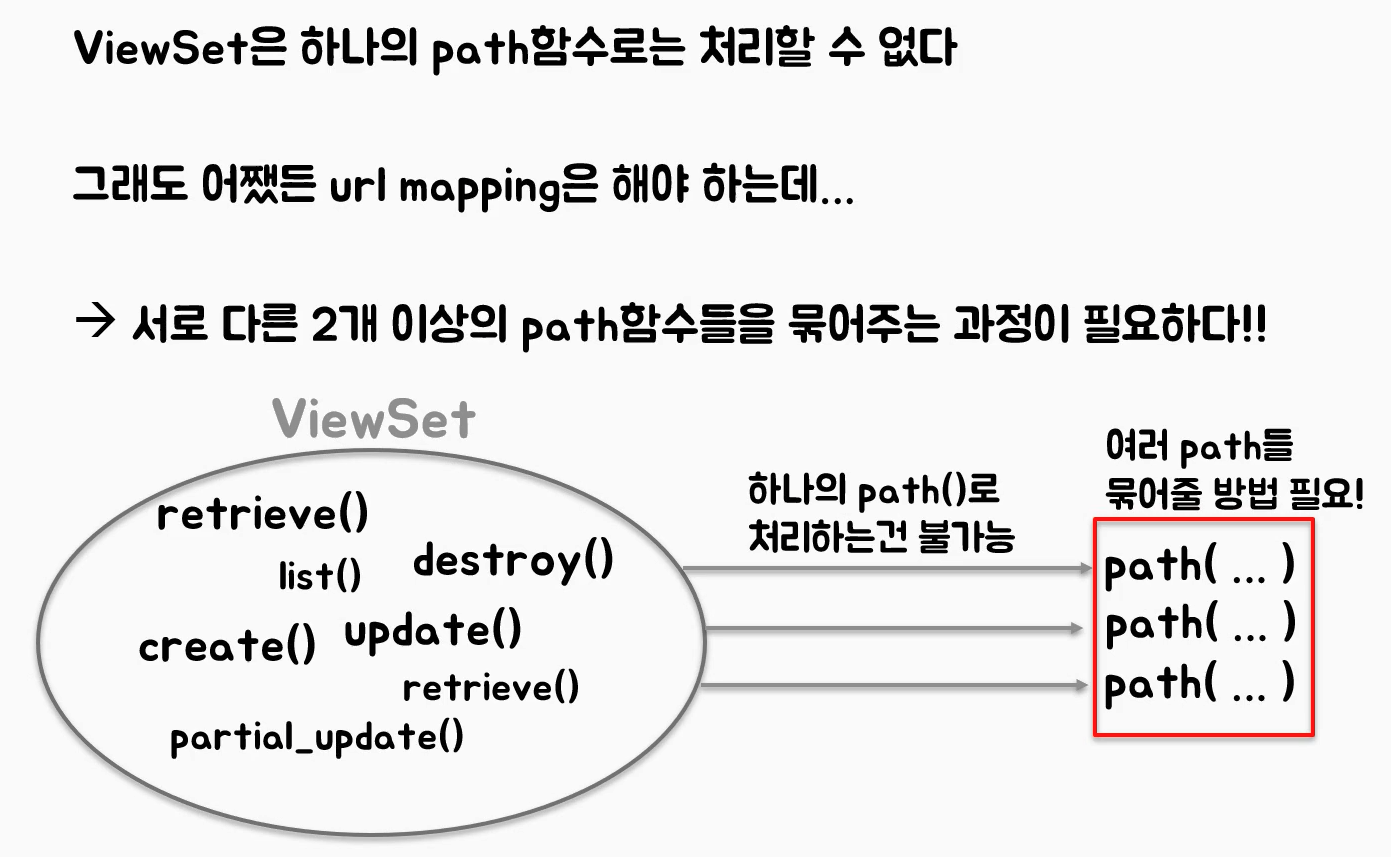 ViewSet은 하나의 path함수로는 처리할 수 없다
그래도 어쨌든 url mapping은 해야 하는데...
→ 서로 다른 2개 이상의 path함수들을 묶어주는 과정이 필요하다!!
ViewSet
retrieve()
list()
destroy()
create()
update()
retrieve()
partial_update()
하나의 path()로
처리하는건 불가능
여러 path들
묶어줄 방법 필요!
path( ... )
path( ... )
path( ... )